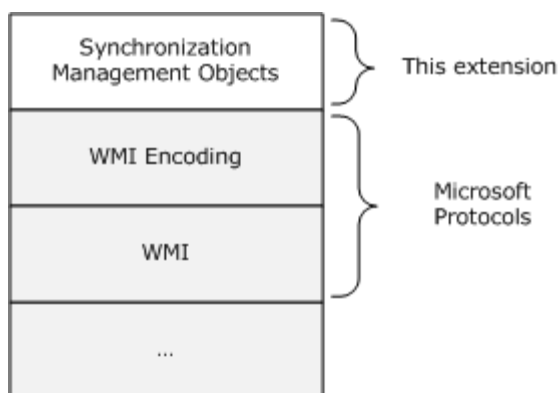 Synchronization
Management Objects
This extension
WMI Encoding
Microsoft
Protocols
WMI
...